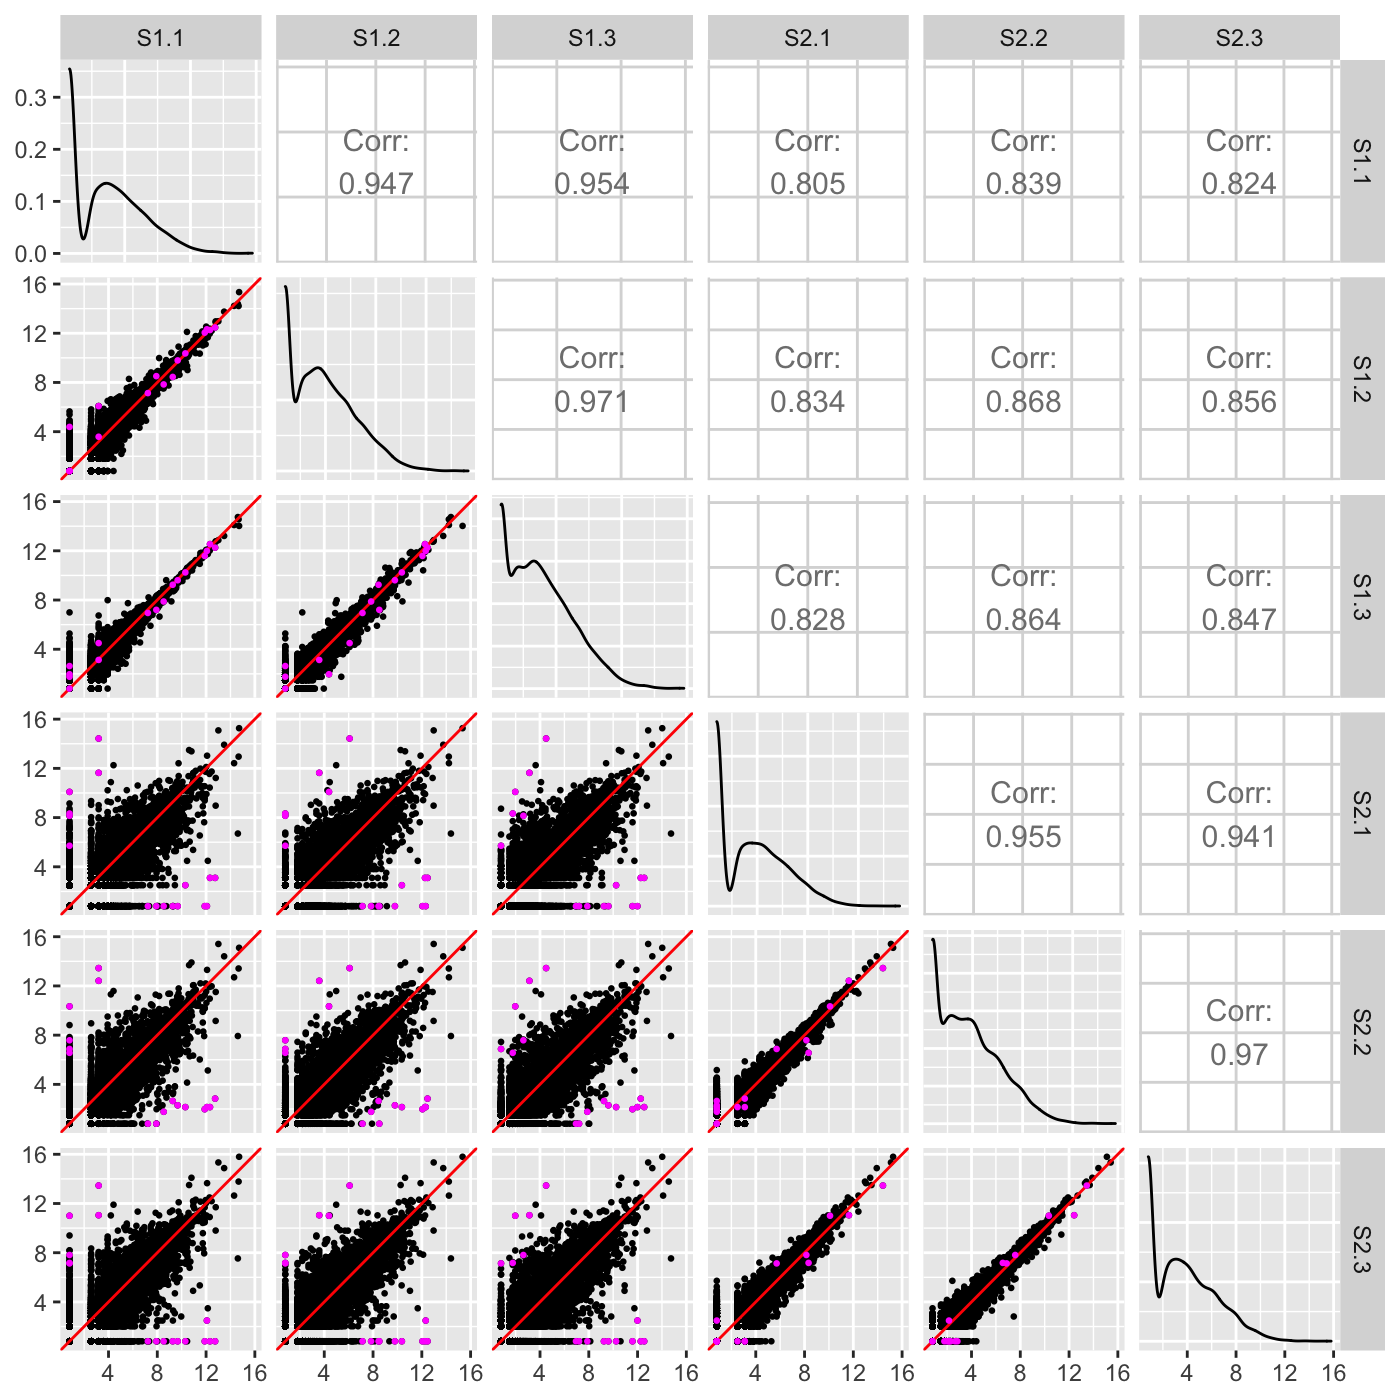 S1.1 S1.2 S1.3 S2.1 S2.2 S2.3
0.3
0.2
0.1
0.0
Corr:
0.947
Corr:
0.954
Corr:
0.805
Corr:
0.839
Corr:
0.824
S1.1
16
12
8
4
Corr:
0.971
Corr:
0.834
Corr:
0.868
Corr:
0.856
S1.2
16
12
8
4
Corr:
0.828
Corr:
0.864
Corr:
0.847
S1.3
16
12
8
4
Corr:
0.955
Corr:
0.941
S2.1
16
12
8
4
Corr:
0.97
S2.2
16
12
8
4
S2.3
4 8 12 16 4 8 12 16 4 8 12 16 4 8 12 16 4 8 12 16 4 8 12 16